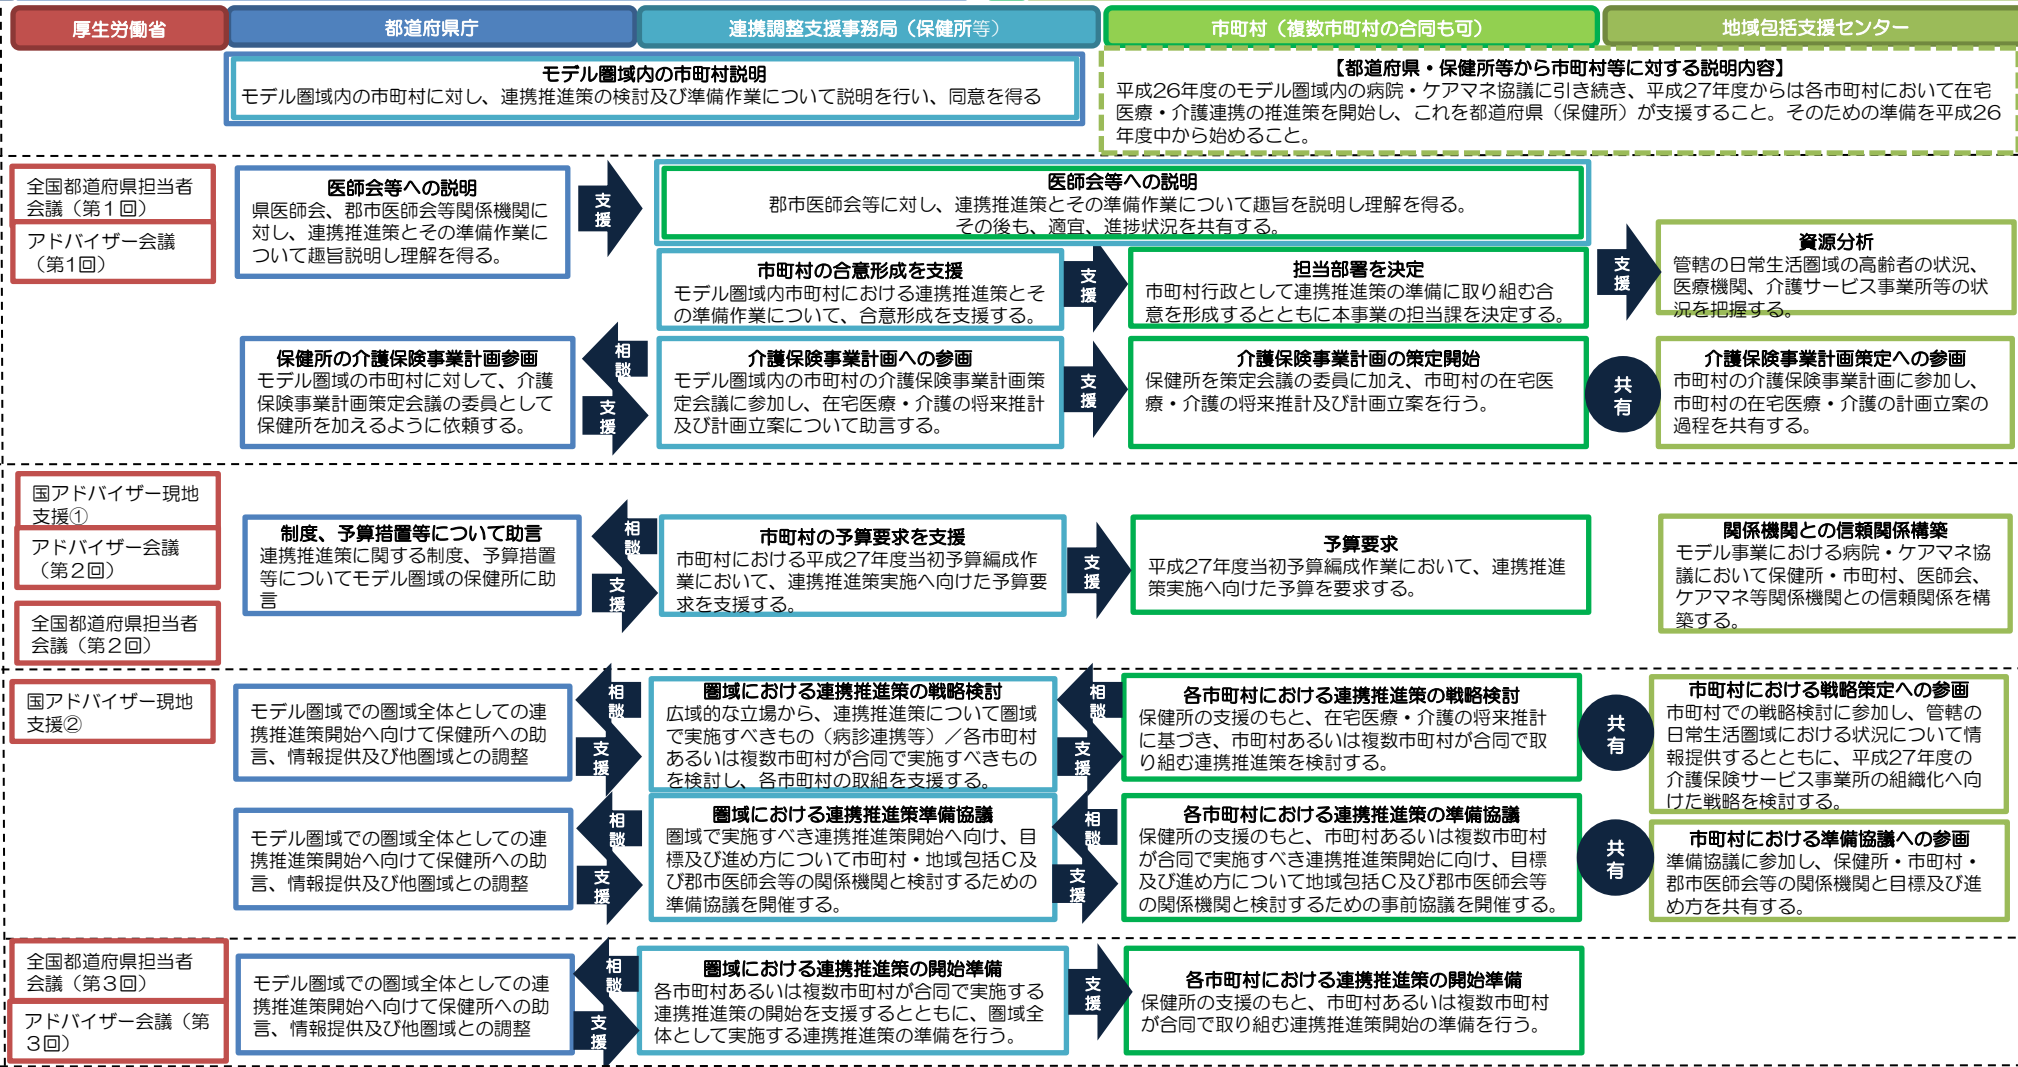 厚生労働省
都道府県庁
連携調整支援事務局（保健所等）
市町村（複数市町村の合同も可）
地域包括支援センター
モデル圏域内の市町村説明
モデル圏域内の市町村に対し、連携推進策の検討及び準備作業について説明を行い、同意を得る
【都道府県・保健所等から市町村等に対する説明内容】
平成26年度のモデル圏域内の病院・ケアマネ協議に引き続き、平成27年度からは各市町村において在宅
医療・介護連携の推進策を開始し、これを都道府県（保健所）が支援すること。そのための準備を平成26
年度中から始めること。
全国都道府県担当者
会議（第１回）
アドバイザー会議
（第1回）
医師会等への説明
県医師会、郡市医師会等関係機関に
対し、連携推進策とその準備作業に
ついて趣旨説明し理解を得る。
支
援
医師会等への説明
郡市医師会等に対し、連携推進策とその準備作業について趣旨を説明し理解を得る。
その後も、適宜、進捗状況を共有する。
市町村の合意形成を支援
モデル圏域内市町村における連携推進策とそ
の準備作業について、合意形成を支援する。
支
援
担当部署を決定
市町村行政として連携推進策の準備に取り組む合
意を形成するとともに本事業の担当課を決定する。
支
援
資源分析
管轄の日常生活圏域の高齢者の状況、
医療機関、介護サービス事業所等の状
況を把握する。
保健所の介護保険事業計画参画
モデル圏域の市町村に対して、介護
保険事業計画策定会議の委員として
保健所を加えるように依頼する。
相
談
支
援
介護保険事業計画への参画
モデル圏域内の市町村の介護保険事業計画策
定会議に参加し、在宅医療・介護の将来推計
及び計画立案について助言する。
支
援
介護保険事業計画の策定開始
保健所を策定会議の委員に加え、市町村の在宅医
療・介護の将来推計及び計画立案を行う。
共
有
介護保険事業計画策定への参画
市町村の介護保険事業計画に参加し、
市町村の在宅医療・介護の計画立案の
過程を共有する。
国アドバイザー現地
支援①
アドバイザー会議
（第２回）
全国都道府県担当者
会議（第２回）
制度、予算措置等について助言
連携推進策に関する制度、予算措置
等についてモデル圏域の保健所に助
言
相
談
支
援
市町村の予算要求を支援
市町村における平成27年度当初予算編成作
業において、連携推進策実施へ向けた予算要
求を支援する。
支
援
予算要求
平成27年度当初予算編成作業において、連携推進
策実施へ向けた予算を要求する。
関係機関との信頼関係構築
モデル事業における病院・ケアマネ協
議において保健所・市町村、医師会、
ケアマネ等関係機関との信頼関係を構
築する。
国アドバイザー現地
支援②
モデル圏域での圏域全体としての連
携推進策開始へ向けて保健所への助
言、情報提供及び他圏域との調整
相
談
支
援
圏域における連携推進策の戦略検討
広域的な立場から、連携推進策について圏域
で実施すべきもの（病診連携等）／各市町村
あるいは複数市町村が合同で実施すべきもの
を検討し、各市町村の取組を支援する。
相
談
支
援
各市町村における連携推進策の戦略検討
保健所の支援のもと、在宅医療・介護の将来推計
に基づき、市町村あるいは複数市町村が合同で取
り組む連携推進策を検討する。
共
有
市町村における戦略策定への参画
市町村での戦略検討に参加し、管轄の
日常生活圏域における状況について情
報提供するとともに、平成27年度の
介護保険サービス事業所の組織化へ向
けた戦略を検討する。
モデル圏域での圏域全体としての連
携推進策開始へ向けて保健所への助
言、情報提供及び他圏域との調整
相
談
支
援
圏域における連携推進策準備協議
圏域で実施すべき連携推進策開始へ向け、目
標及び進め方について市町村・地域包括Ｃ及
び郡市医師会等の関係機関と検討するための
準備協議を開催する。
相
談
支
援
各市町村における連携推進策の準備協議
保健所の支援のもと、市町村あるいは複数市町村
が合同で実施すべき連携推進策開始に向け、目標
及び進め方について地域包括Ｃ及び郡市医師会等
の関係機関と検討するための事前協議を開催する。
共
有
市町村における準備協議への参画
準備協議に参加し、保健所・市町村・
郡市医師会等の関係機関と目標及び進
め方を共有する。
全国都道府県担当者
会議（第３回）
アドバイザー会議（第
３回）
モデル圏域での圏域全体としての連
携推進策開始へ向けて保健所への助
言、情報提供及び他圏域との調整
相
談
支
援
圏域における連携推進策の開始準備
各市町村あるいは複数市町村が合同で実施する
連携推進策の開始を支援するとともに、圏域全
体として実施する連携推進策の準備を行う。
支
援
各市町村における連携推進策の開始準備
保健所の支援のもと、市町村あるいは複数市町村
が合同で取り組む連携推進策開始の準備を行う。